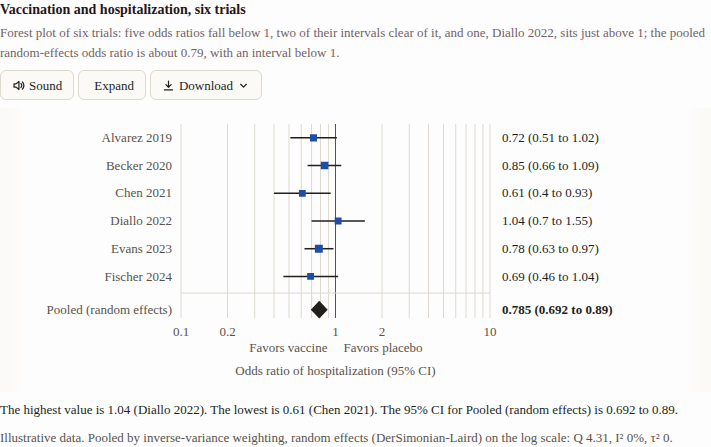 Vaccination and hospitalization, six trials
Forest plot of six trials: five odds ratios fall below 1, two of their intervals clear of it, and one, Diallo 2022, sits just above 1; the pooled
random-effects odds ratio is about 0.79, with an interval below 1.
Sound Expand Download
Alvarez 2019 0.72 (0.51 to 1.02)
Becker 2020 0.85 (0.66 to 1.09)
Chen 2021 0.61 (0.4 to 0.93)
Diallo 2022 1.04 (0.7 to 1.55)
Evans 2023 0.78 (0.63 to 0.97)
Fischer 2024 0.69 (0.46 to 1.04)
Pooled (random effects) 0.785 (0.692 to 0.89)
0.1 0.2 1 2 10
Favors vaccine Favors placebo
Odds ratio of hospitalization (95% CI)
The highest value is 1.04 (Diallo 2022). The lowest is 0.61 (Chen 2021). The 95% CI for Pooled (random effects) is 0.692 to 0.89.
Illustrative data. Pooled by inverse-variance weighting, random effects (DerSimonian-Laird) on the log scale: Q 4.31, I² 0%, τ² 0.